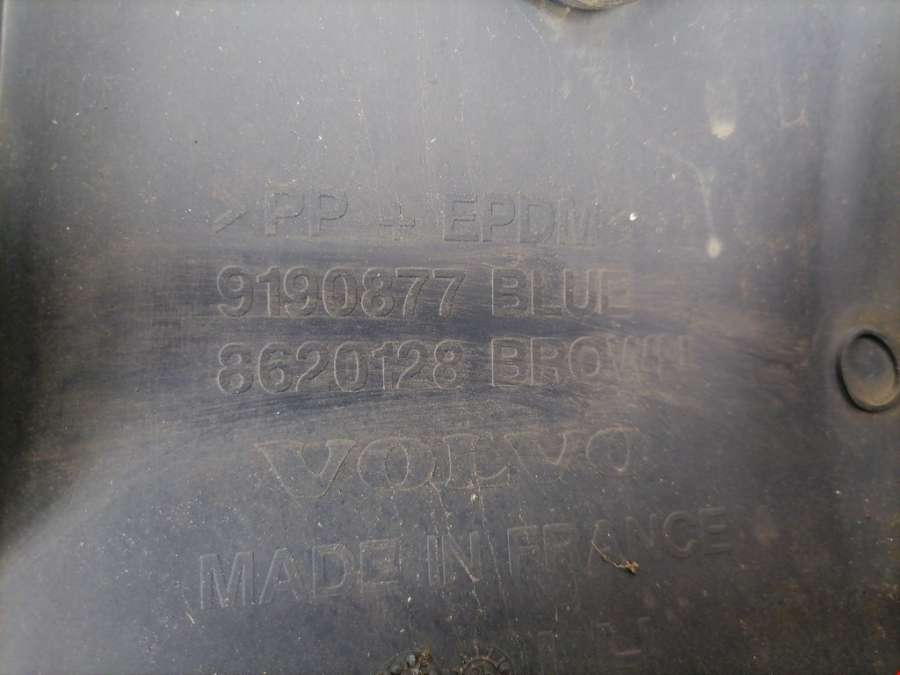 >PP + EPDM<
9190877 BLUE
8620128 BROWN
VOLVO
MADE IN FRANCE